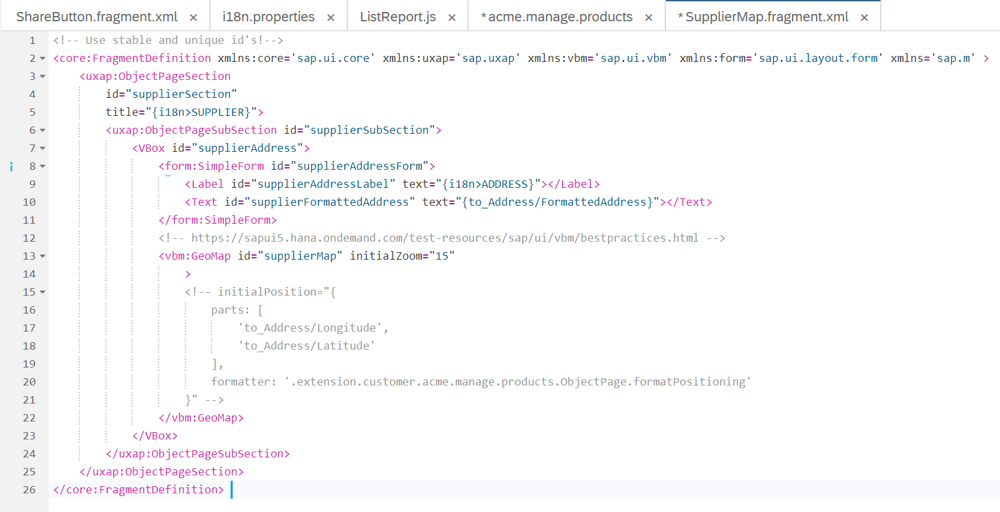 ShareButton.fragment.xml × i18n.properties × ListReport.js × *acme.manage.products × *SupplierMap.fragment.xml ×
1 <!-- Use stable and unique id's!-->
2 <core:FragmentDefinition xmlns:core='sap.ui.core' xmlns:uxap='sap.uxap' xmlns:vbm='sap.ui.vbm' xmlns:form='sap.ui.layout.form' xmlns='sap.m' >
3 <uxap:ObjectPageSection
4 id="supplierSection"
5 title="{i18n>SUPPLIER}">
6 <uxap:ObjectPageSubSection id="supplierSubSection">
7 <VBox id="supplierAddress">
8 <form:SimpleForm id="supplierAddressForm">
9 <Label id="supplierAddressLabel" text="{i18n>ADDRESS}"></Label>
10 <Text id="supplierFormattedAddress" text="{to_Address/FormattedAddress}"></Text>
11 </form:SimpleForm>
12 <!-- https://sapui5.hana.ondemand.com/test-resources/sap/ui/vbm/bestpractices.html -->
13 <vbm:GeoMap id="supplierMap" initialZoom="15"
14 >
15 <!-- initialPosition="{
16 parts: [
17 'to_Address/Longitude',
18 'to_Address/Latitude'
19 ],
20 formatter: '.extension.customer.acme.manage.products.ObjectPage.formatPositioning'
21 }" -->
22 </vbm:GeoMap>
23 </VBox>
24 </uxap:ObjectPageSubSection>
25 </uxap:ObjectPageSection>
26 </core:FragmentDefinition>